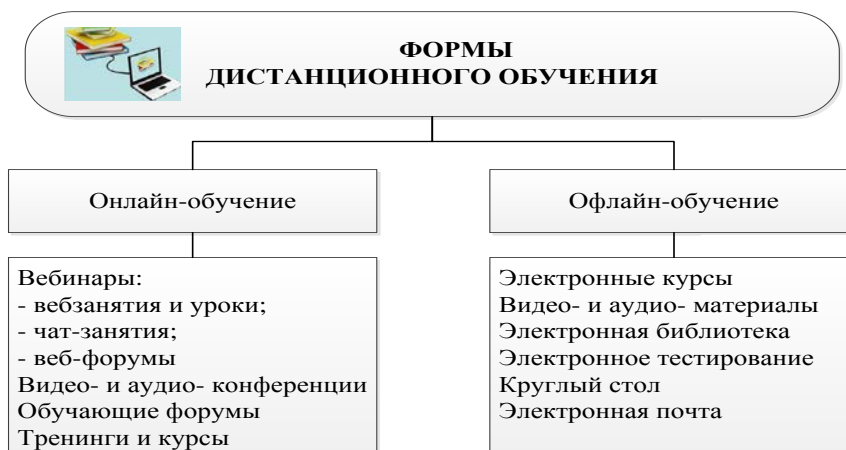 ФОРМЫ
ДИСТАНЦИОННОГО ОБУЧЕНИЯ
Онлайн-обучение
Офлайн-обучение
Вебинары:
- вебзанятия и уроки;
- чат-занятия;
- веб-форумы
Видео- и аудио- конференции
Обучающие форумы
Тренинги и курсы
Электронные курсы
Видео- и аудио- материалы
Электронная библиотека
Электронное тестирование
Круглый стол
Электронная почта